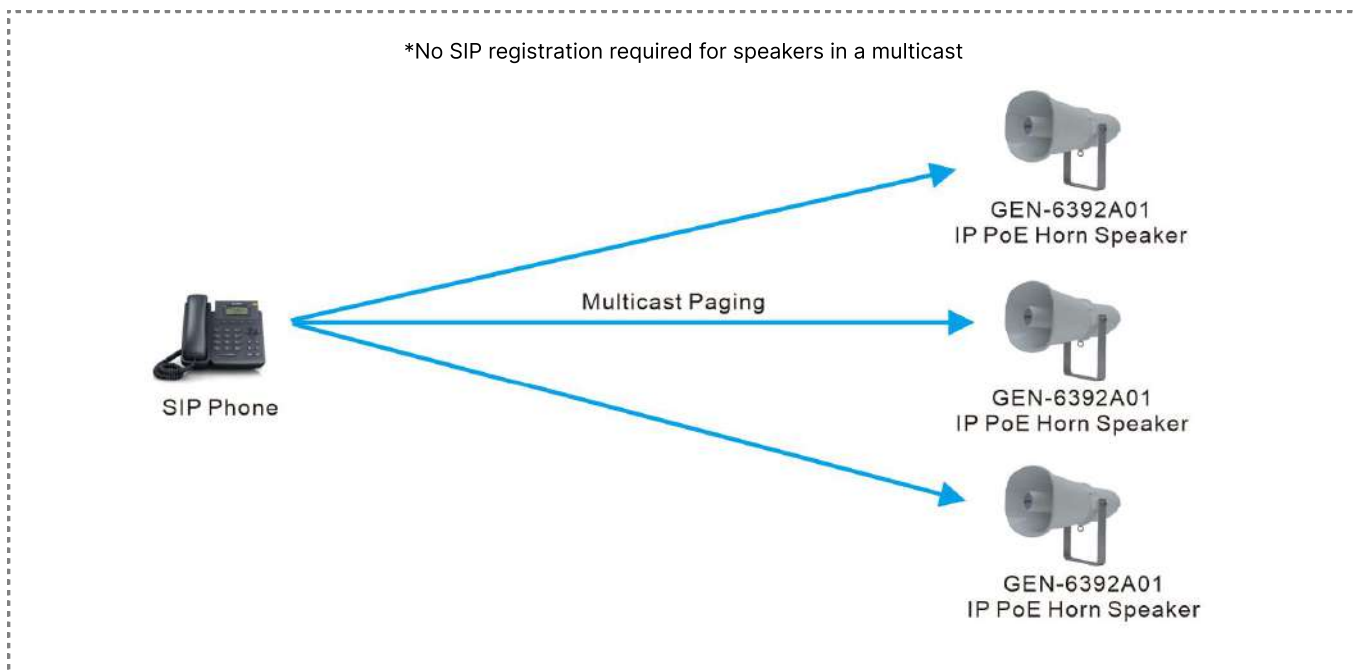 *No SIP registration required for speakers in a multicast
GEN-6392A01
IP PoE Horn Speaker
Multicast Paging
SIP Phone
GEN-6392A01
IP PoE Horn Speaker
GEN-6392A01
IP PoE Horn Speaker